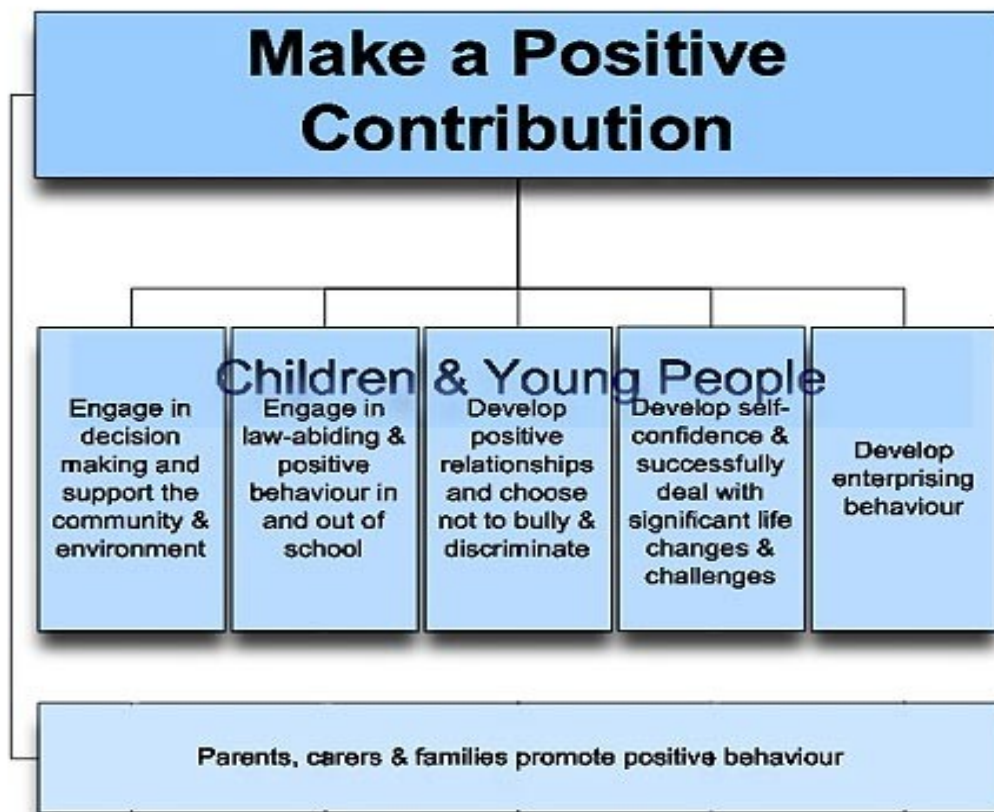 Make a Positive
Contribution
Children & Young People
Engage in
decision
making and
support the
community &
environment
Engage in
law-abiding &
positive
behaviour in
and out of
school
Develop
positive
relationships
and choose
not to bully &
discriminate
Develop self-
confidence &
successfully
deal with
significant life
changes &
challenges
Develop
enterprising
behaviour
Parents, carers & families promote positive behaviour